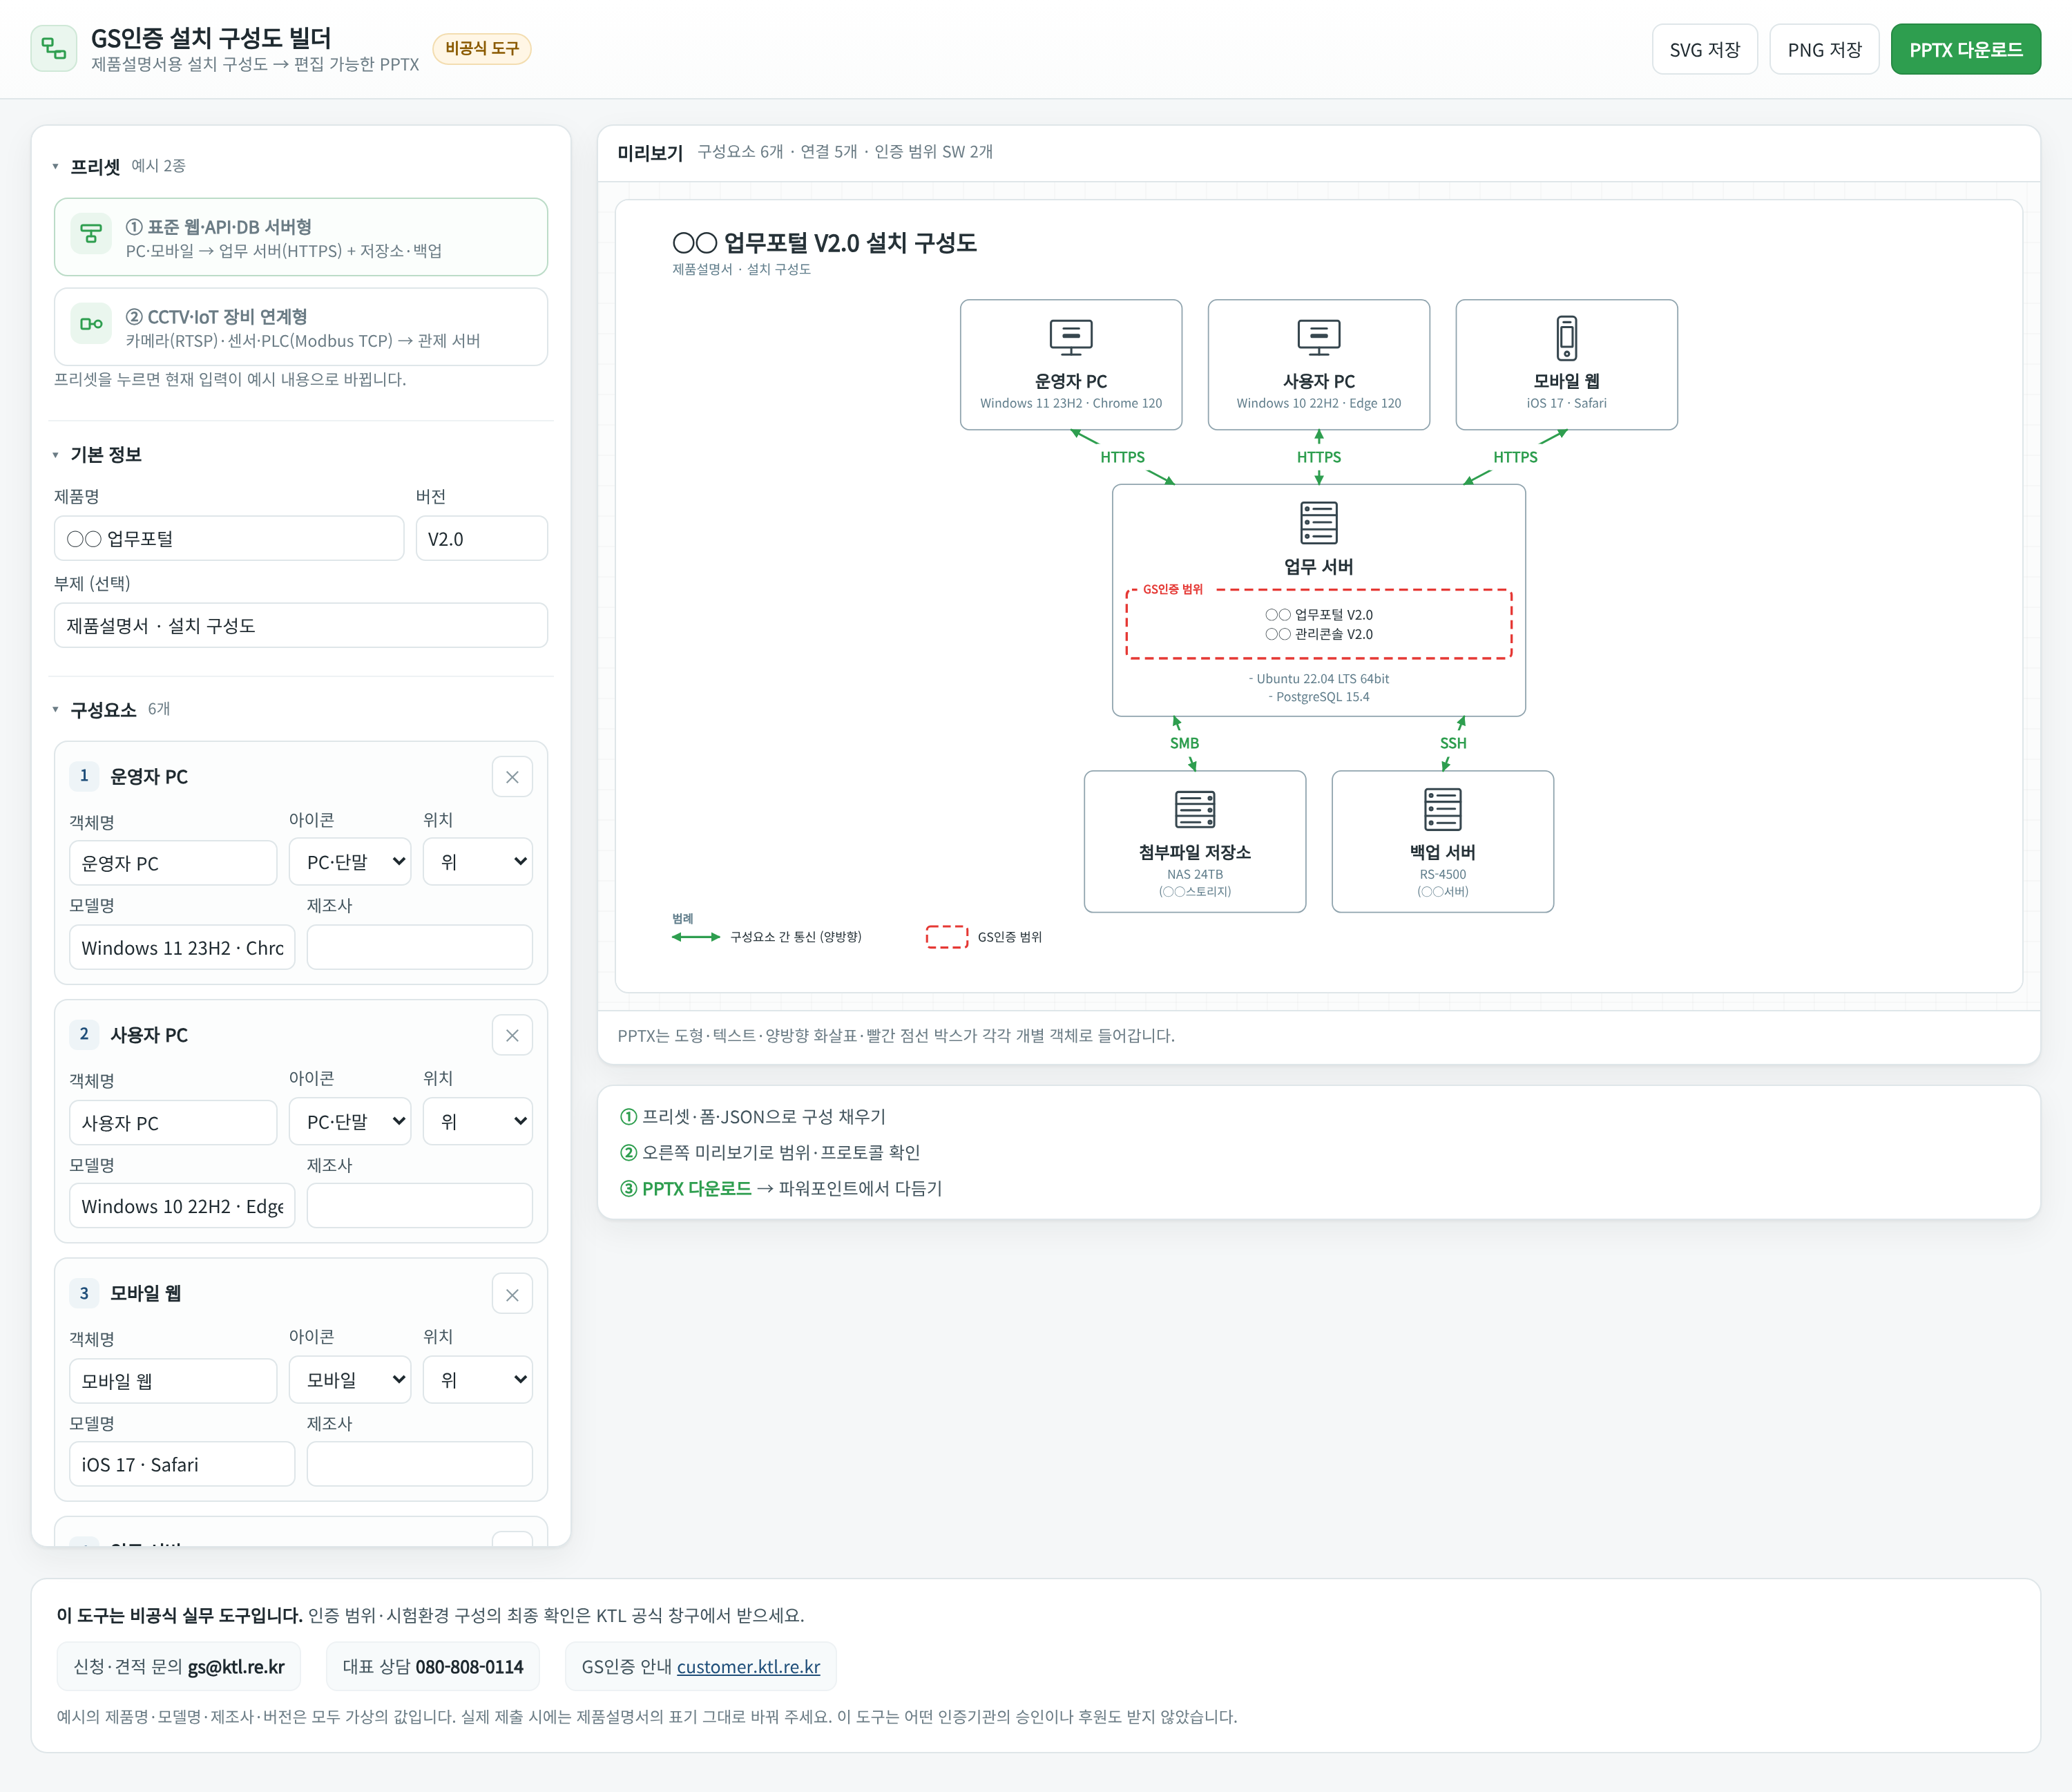 GS인증 설치 구성도 빌더
제품설명서용 설치 구성도 → 편집 가능한 PPTX
비공식 도구
SVG 저장
PNG 저장
PPTX 다운로드
프리셋 예시 2종
① 표준 웹·API·DB 서버형
PC·모바일 → 업무 서버(HTTPS) + 저장소·백업
② CCTV·IoT 장비 연계형
카메라(RTSP)·센서·PLC(Modbus TCP) → 관제 서버
프리셋을 누르면 현재 입력이 예시 내용으로 바뀝니다.
기본 정보
제품명 버전
○○ 업무포털 V2.0
부제 (선택)
제품설명서 · 설치 구성도
구성요소 6개
1 운영자 PC
객체명 아이콘 위치
운영자 PC PC·단말 위
모델명 제조사
Windows 11 23H2 · Chrc
2 사용자 PC
객체명 아이콘 위치
사용자 PC PC·단말 위
모델명 제조사
Windows 10 22H2 · Edge
3 모바일 웹
객체명 아이콘 위치
모바일 웹 모바일 위
모델명 제조사
iOS 17 · Safari
미리보기 구성요소 6개 · 연결 5개 · 인증 범위 SW 2개
○○ 업무포털 V2.0 설치 구성도
제품설명서 · 설치 구성도
운영자 PC
Windows 11 23H2 · Chrome 120
사용자 PC
Windows 10 22H2 · Edge 120
모바일 웹
iOS 17 · Safari
HTTPS HTTPS HTTPS
업무 서버
GS인증 범위
○○ 업무포털 V2.0
○○ 관리콘솔 V2.0
- Ubuntu 22.04 LTS 64bit
- PostgreSQL 15.4
SMB SSH
첨부파일 저장소
NAS 24TB
(○○스토리지)
백업 서버
RS-4500
(○○서버)
범례
구성요소 간 통신 (양방향) GS인증 범위
PPTX는 도형·텍스트·양방향 화살표·빨간 점선 박스가 각각 개별 객체로 들어갑니다.
① 프리셋·폼·JSON으로 구성 채우기
② 오른쪽 미리보기로 범위·프로토콜 확인
③ PPTX 다운로드 → 파워포인트에서 다듬기
이 도구는 비공식 실무 도구입니다. 인증 범위·시험환경 구성의 최종 확인은 KTL 공식 창구에서 받으세요.
신청·견적 문의 gs@ktl.re.kr
대표 상담 080-808-0114
GS인증 안내 customer.ktl.re.kr
예시의 제품명·모델명·제조사·버전은 모두 가상의 값입니다. 실제 제출 시에는 제품설명서의 표기 그대로 바꿔 주세요. 이 도구는 어떤 인증기관의 승인이나 후원도 받지 않았습니다.